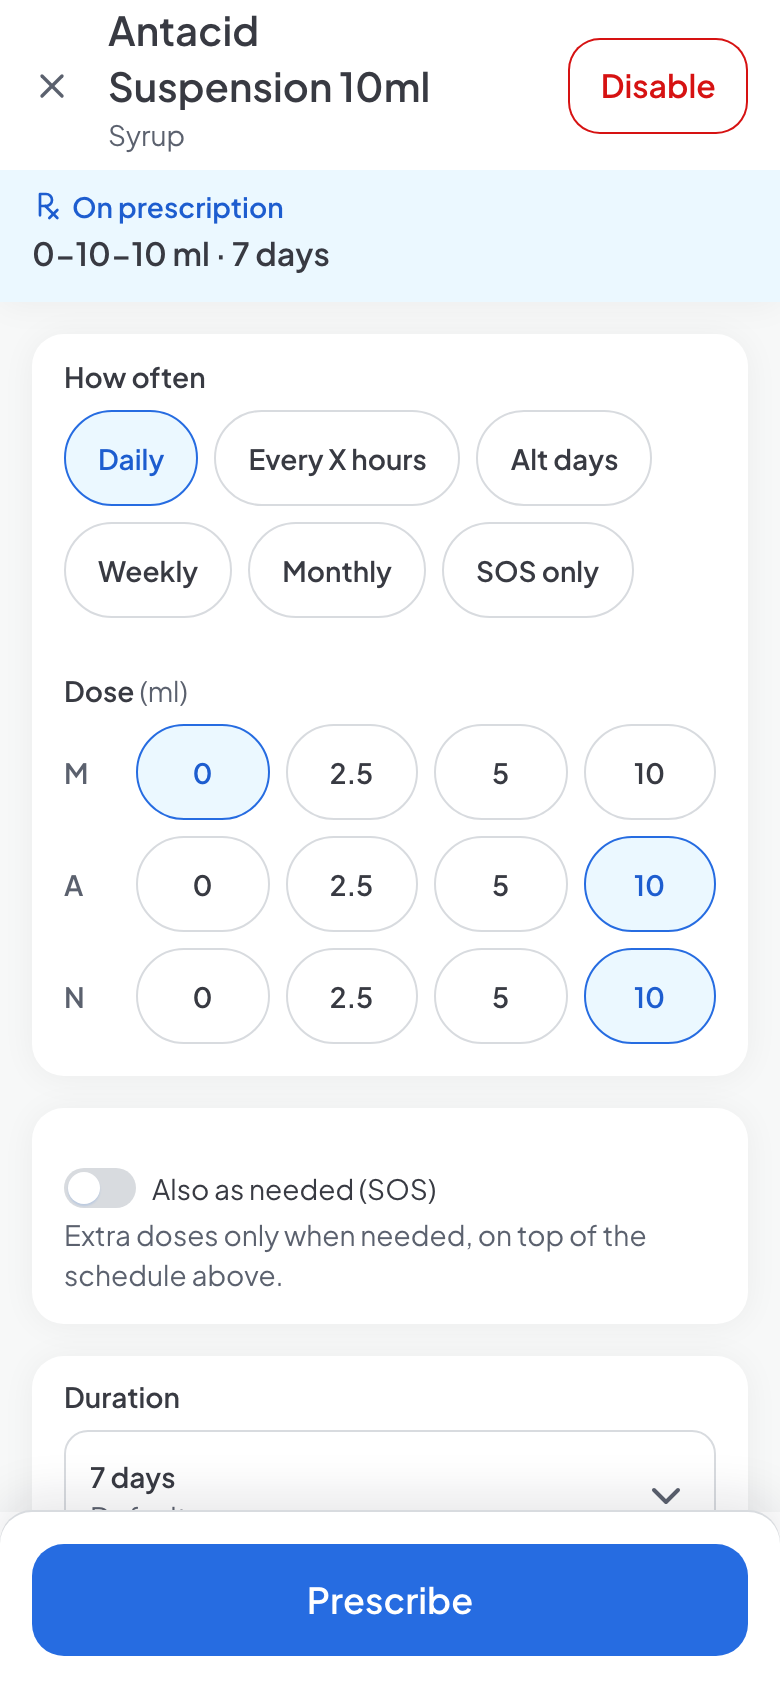 Antacid
Suspension 10ml
Syrup
Disable
On prescription
0–10–10 ml · 7 days
How often
Daily
Every X hours
Alt days
Weekly
Monthly
SOS only
Dose (ml)
M 0 2.5 5 10
A 0 2.5 5 10
N 0 2.5 5 10
Also as needed (SOS)
Extra doses only when needed, on top of the
schedule above.
Duration
7 days
Prescribe